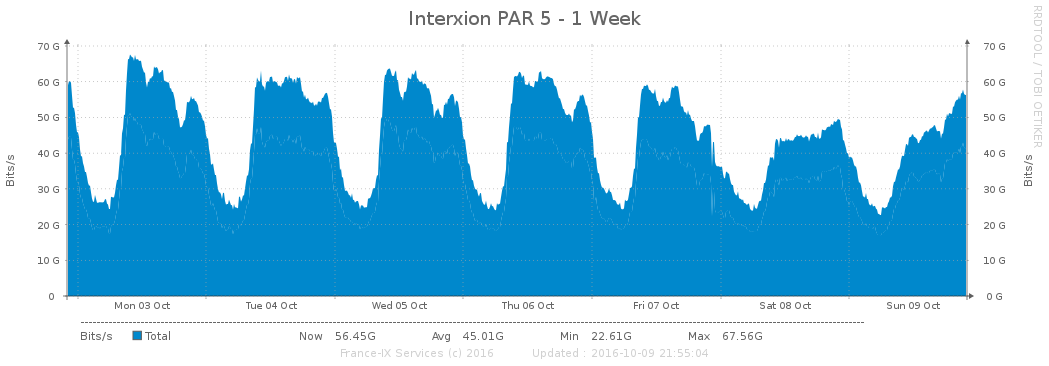 Interxion PAR 5 - 1 Week
RRDTOOL / TOBI OETIKER
Bits/s
70 G
60 G
50 G
40 G
30 G
20 G
10 G
0
70 G
60 G
50 G
40 G
30 G
20 G
10 G
0 G
Bits/s
Mon 03 Oct Tue 04 Oct Wed 05 Oct Thu 06 Oct Fri 07 Oct Sat 08 Oct Sun 09 Oct
Bits/s Total Now 56.45G Avg 45.01G Min 22.61G Max 67.56G
France-IX Services (c) 2016 Updated : 2016-10-09 21:55:04